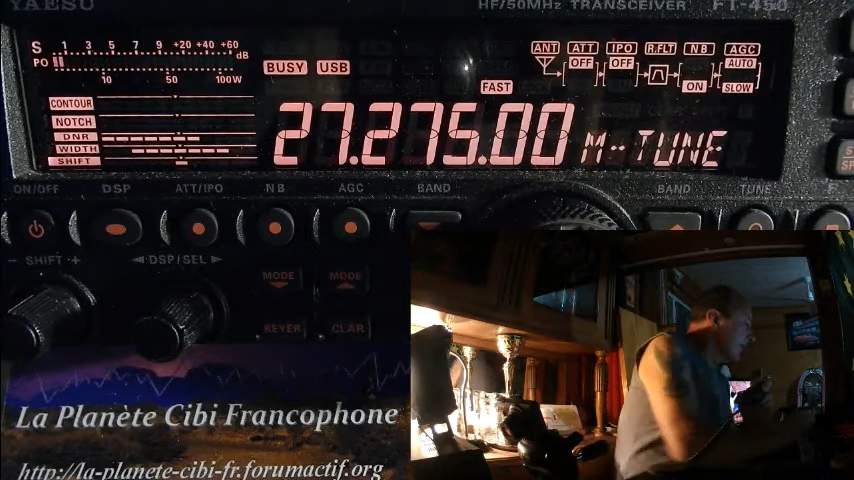 YAESU HF/50MHz TRANSCEIVER FT-450
S 1 3 5 7 9 +20 +40 +60 dB
PO 10 50 100W
BUSY USB
ANT ATT IPO R.FLT NB AGC
OFF OFF AUTO
ON SLOW
FAST
CONTOUR
NOTCH
DNR
WIDTH
SHIFT
27.275.00 M-TUNE
ON/OFF DSP ATT/IPO NB AGC BAND BAND TUNE
- SHIFT + DSP/SEL
MODE MODE
KEYER CLAR
La Planète Cibi Francophone
http://la-planete-cibi-fr.forumactif.org